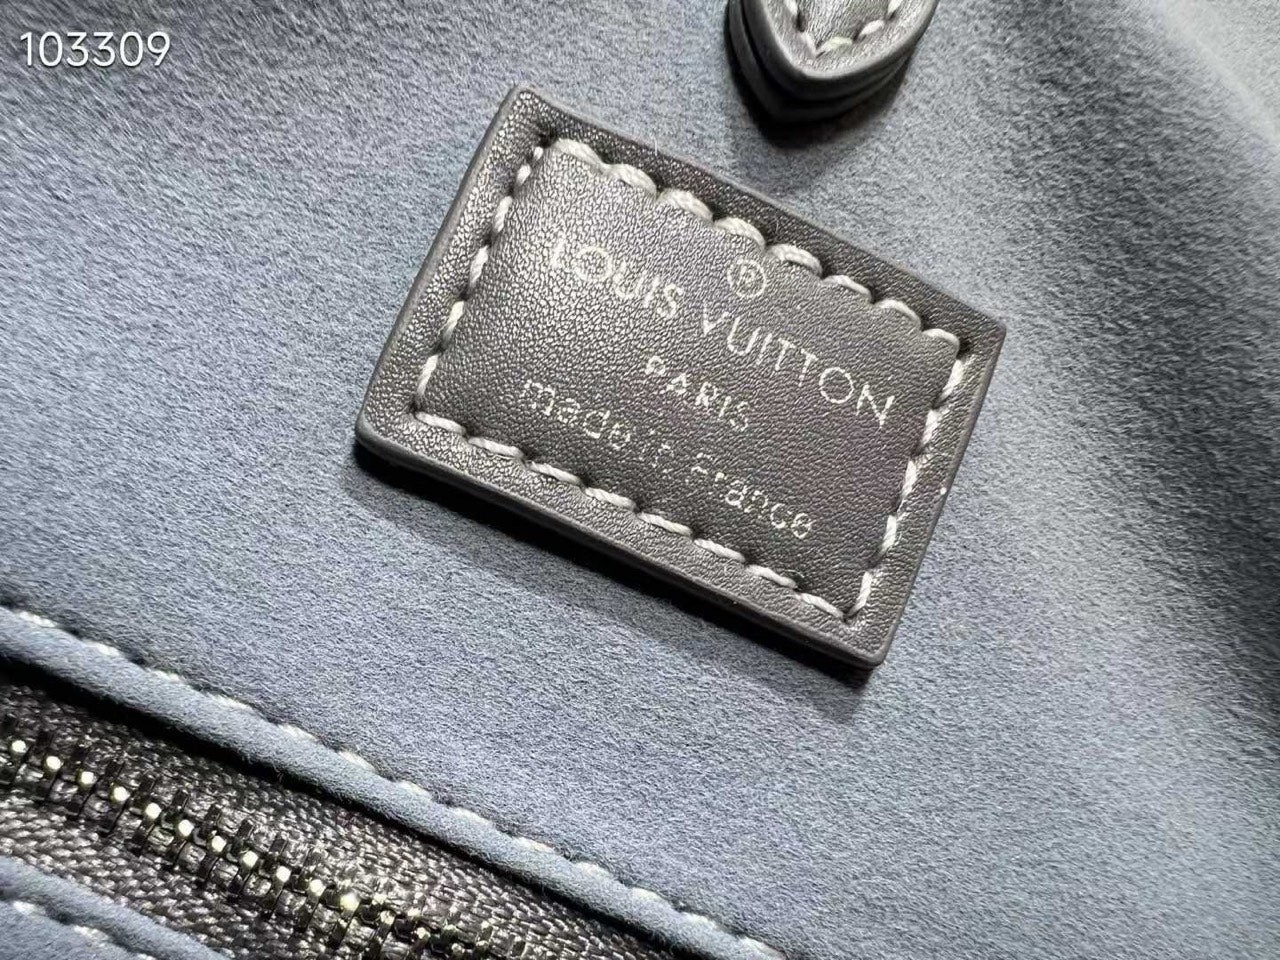 103309
®
LOUIS VUITTON
PARIS
made in France